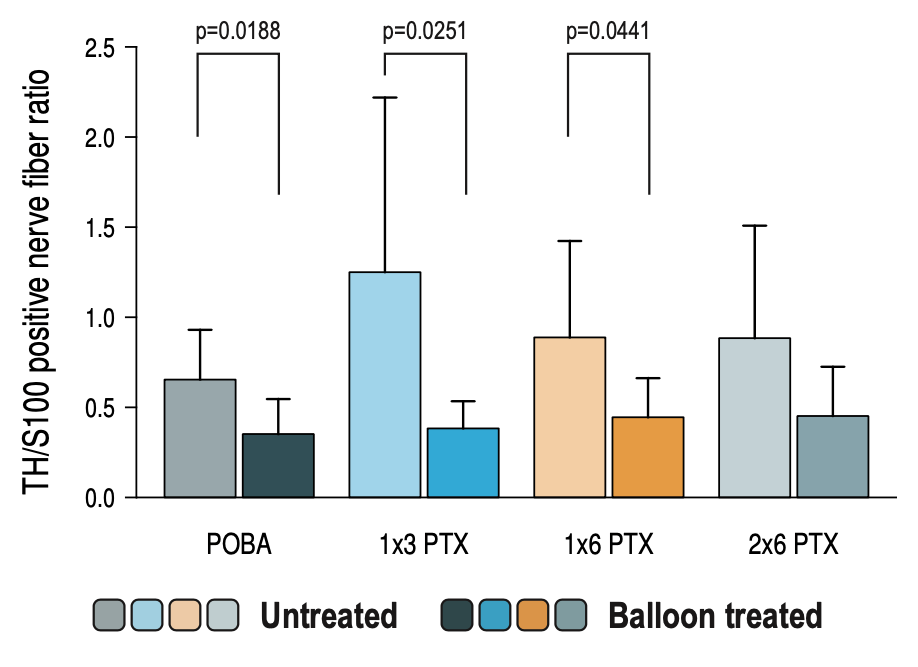 p=0.0188 p=0.0251 p=0.0441
TH/S100 positive nerve fiber ratio
2.5
2.0
1.5
1.0
0.5
0.0
POBA 1x3 PTX 1x6 PTX 2x6 PTX
Untreated Balloon treated